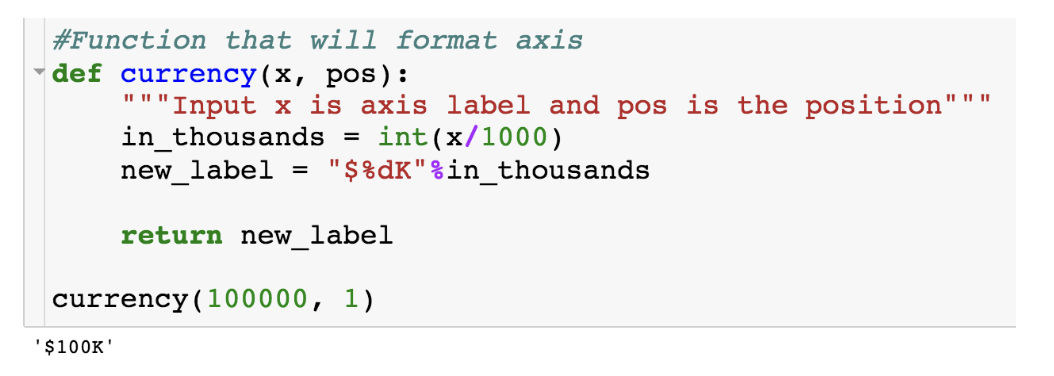 #Function that will format axis
def currency(x, pos):
    """Input x is axis label and pos is the position"""
    in_thousands = int(x/1000)
    new_label = "$%dK"%in_thousands
    return new_label
currency(100000, 1)
'$100K'